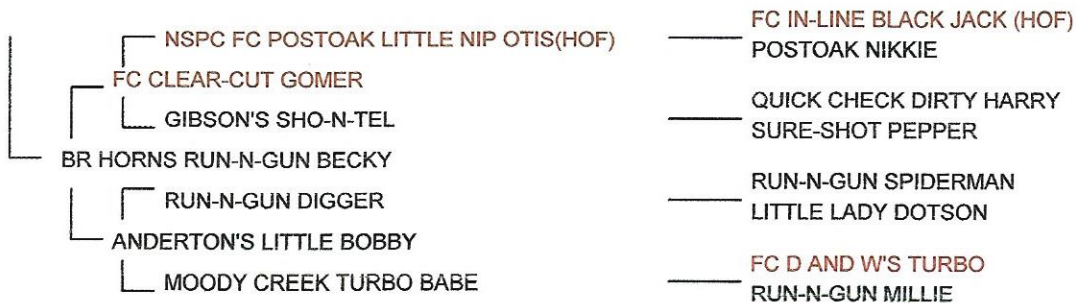 NSPC FC POSTOAK LITTLE NIP OTIS(HOF)
FC CLEAR-CUT GOMER
GIBSON'S SHO-N-TEL
BR HORNS RUN-N-GUN BECKY
RUN-N-GUN DIGGER
ANDERTON'S LITTLE BOBBY
MOODY CREEK TURBO BABE
FC IN-LINE BLACK JACK (HOF)
POSTOAK NIKKIE
QUICK CHECK DIRTY HARRY
SURE-SHOT PEPPER
RUN-N-GUN SPIDERMAN
LITTLE LADY DOTSON
FC D AND W'S TURBO
RUN-N-GUN MILLIE